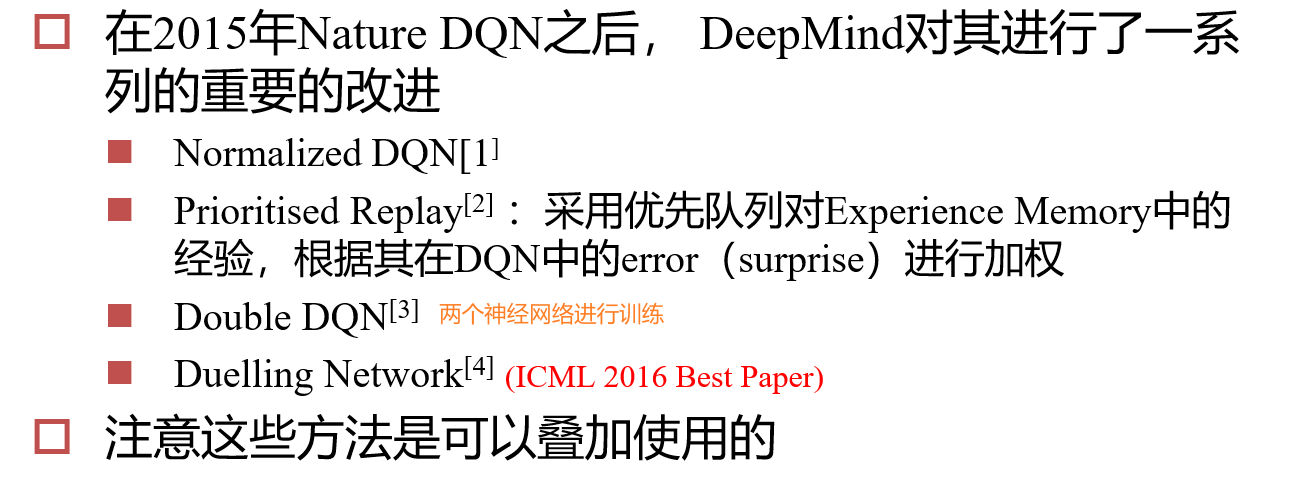 在2015年Nature DQN之后， DeepMind对其进行了一系
列的重要的改进
Normalized DQN[1]
Prioritised Replay[2] ：采用优先队列对Experience Memory中的
经验，根据其在DQN中的error（surprise）进行加权
Double DQN[3] 两个神经网络进行训练
Duelling Network[4] (ICML 2016 Best Paper)
注意这些方法是可以叠加使用的